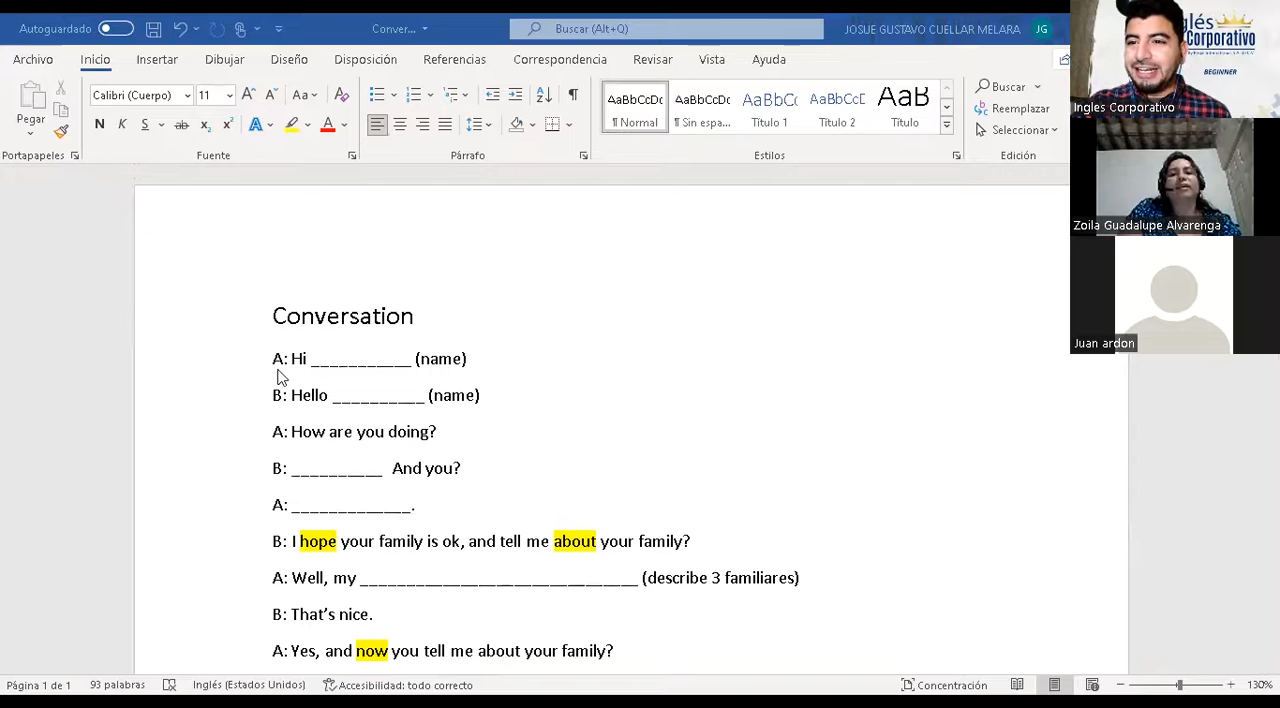 Autoguardado
Conver...
Buscar (Alt+Q)
JOSUE GUSTAVO CUELLAR MELARA
JG
Archivo Inicio Insertar Dibujar Diseño Disposición Referencias Correspondencia Revisar Vista Ayuda
Pegar
Calibri (Cuerpo) 11
N K S ab x₂ x²
AaBbCcDc AaBbCcDc AaBbCc AaBbCcD AaB
¶ Normal ¶ Sin espa... Título 1 Título 2 Título
Buscar
Reemplazar
Seleccionar
Portapapeles Fuente Párrafo Estilos Edición
Conversation
A: Hi ___________ (name)
B: Hello __________ (name)
A: How are you doing?
B: __________ And you?
A: _____________.
B: I hope your family is ok, and tell me about your family?
A: Well, my ______________________________ (describe 3 familiares)
B: That's nice.
A: Yes, and now you tell me about your family?
Página 1 de 1 93 palabras Inglés (Estados Unidos) Accesibilidad: todo correcto Concentración 130%
Inglés
Corporativo
BEGINNER
Ingles Corporativo
Zoila Guadalupe Alvarenga
Juan ardon